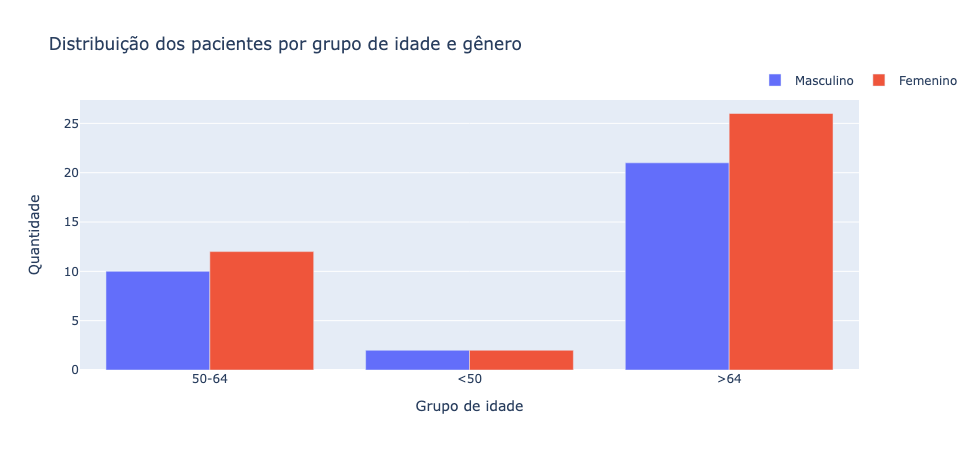 Distribuição dos pacientes por grupo de idade e gênero
Masculino Femenino
Quantidade
25
20
15
10
5
0
50-64 <50 >64
Grupo de idade